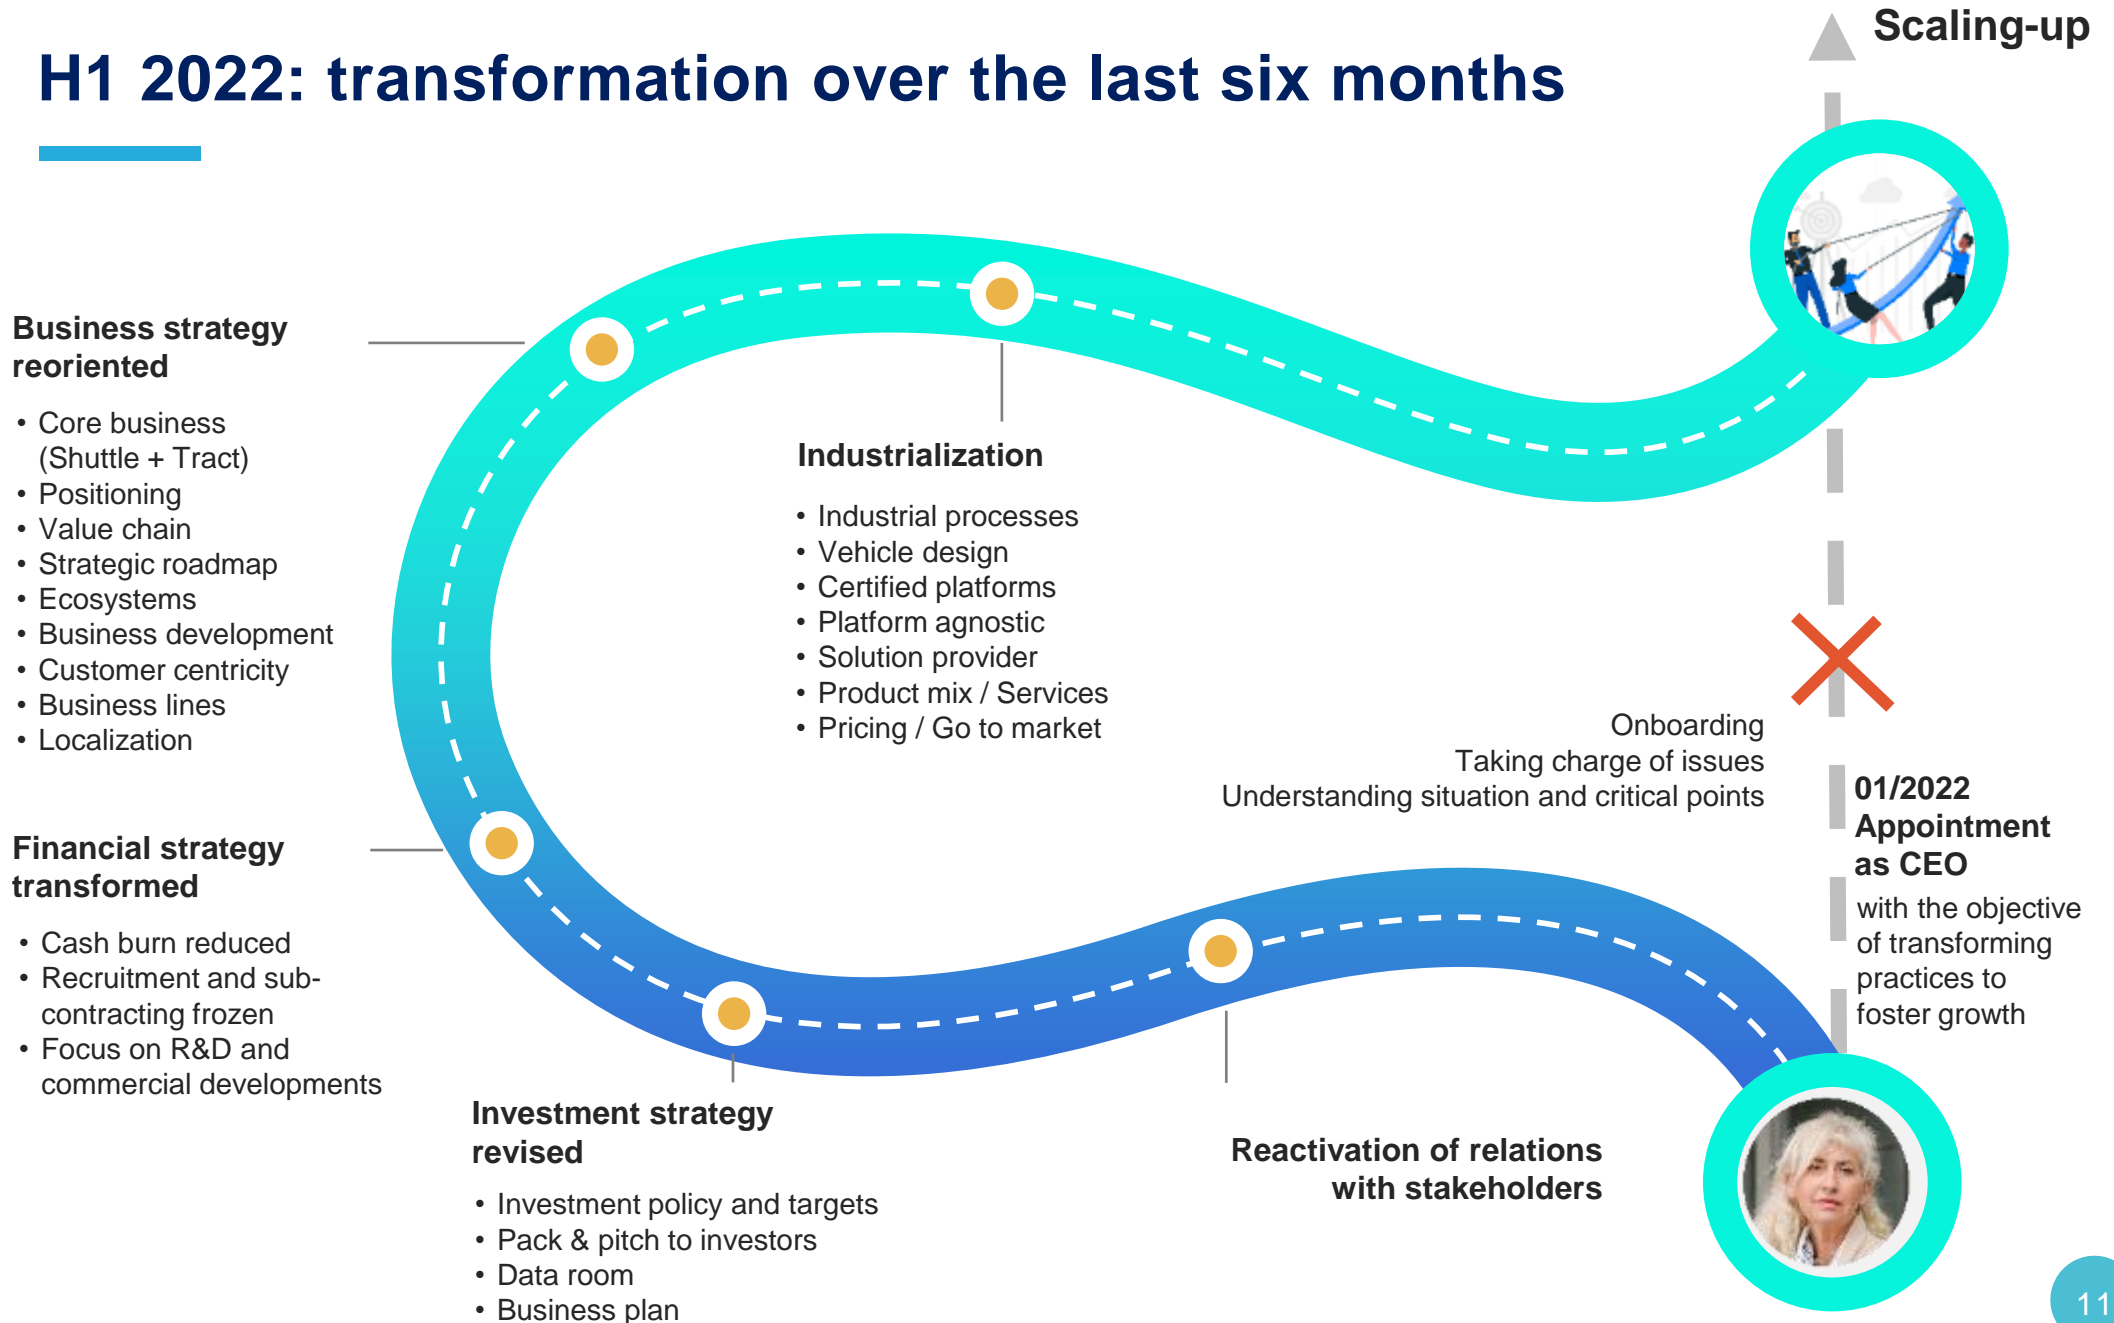 Scaling-up
H1 2022: transformation over the last six months
Business strategy
reoriented
• Core business
(Shuttle + Tract)
• Positioning
• Value chain
• Strategic roadmap
• Ecosystems
• Business development
• Customer centricity
• Business lines
• Localization
Industrialization
• Industrial processes
• Vehicle design
• Certified platforms
• Platform agnostic
• Solution provider
• Product mix / Services
• Pricing / Go to market
Onboarding
Taking charge of issues
Understanding situation and critical points
01/2022
Appointment
as CEO
with the objective
of transforming
practices to
foster growth
Financial strategy
transformed
• Cash burn reduced
• Recruitment and sub-
contracting frozen
• Focus on R&D and
commercial developments
Investment strategy
revised
• Investment policy and targets
• Pack & pitch to investors
• Data room
• Business plan
Reactivation of relations
with stakeholders
11